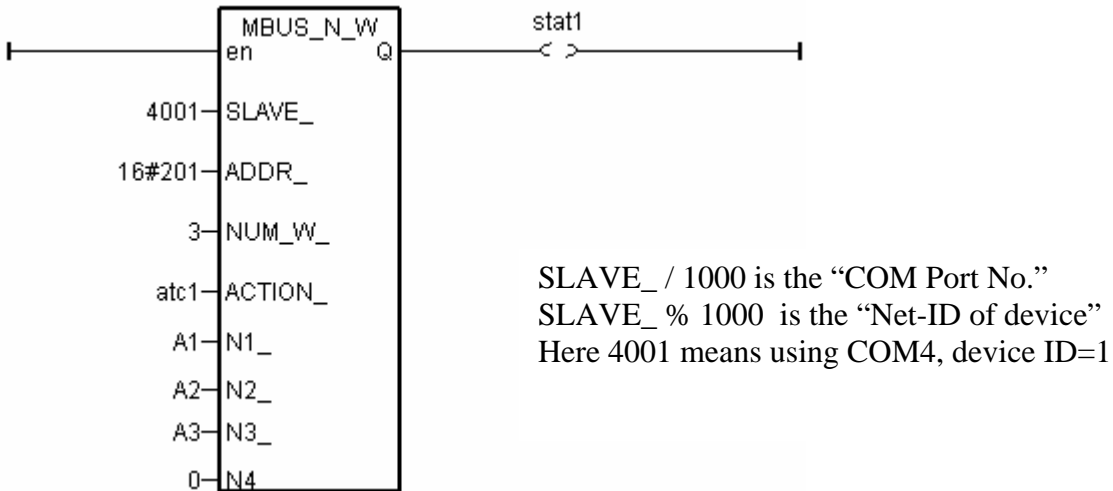 MBUS_N_W
stat1
en Q
4001 SLAVE_
16#201 ADDR_
3 NUM_W_
SLAVE_ / 1000 is the “COM Port No.”
atc1 ACTION_
SLAVE_ % 1000 is the “Net-ID of device”
A1 N1_
Here 4001 means using COM4, device ID=1
A2 N2_
A3 N3_
0 N4